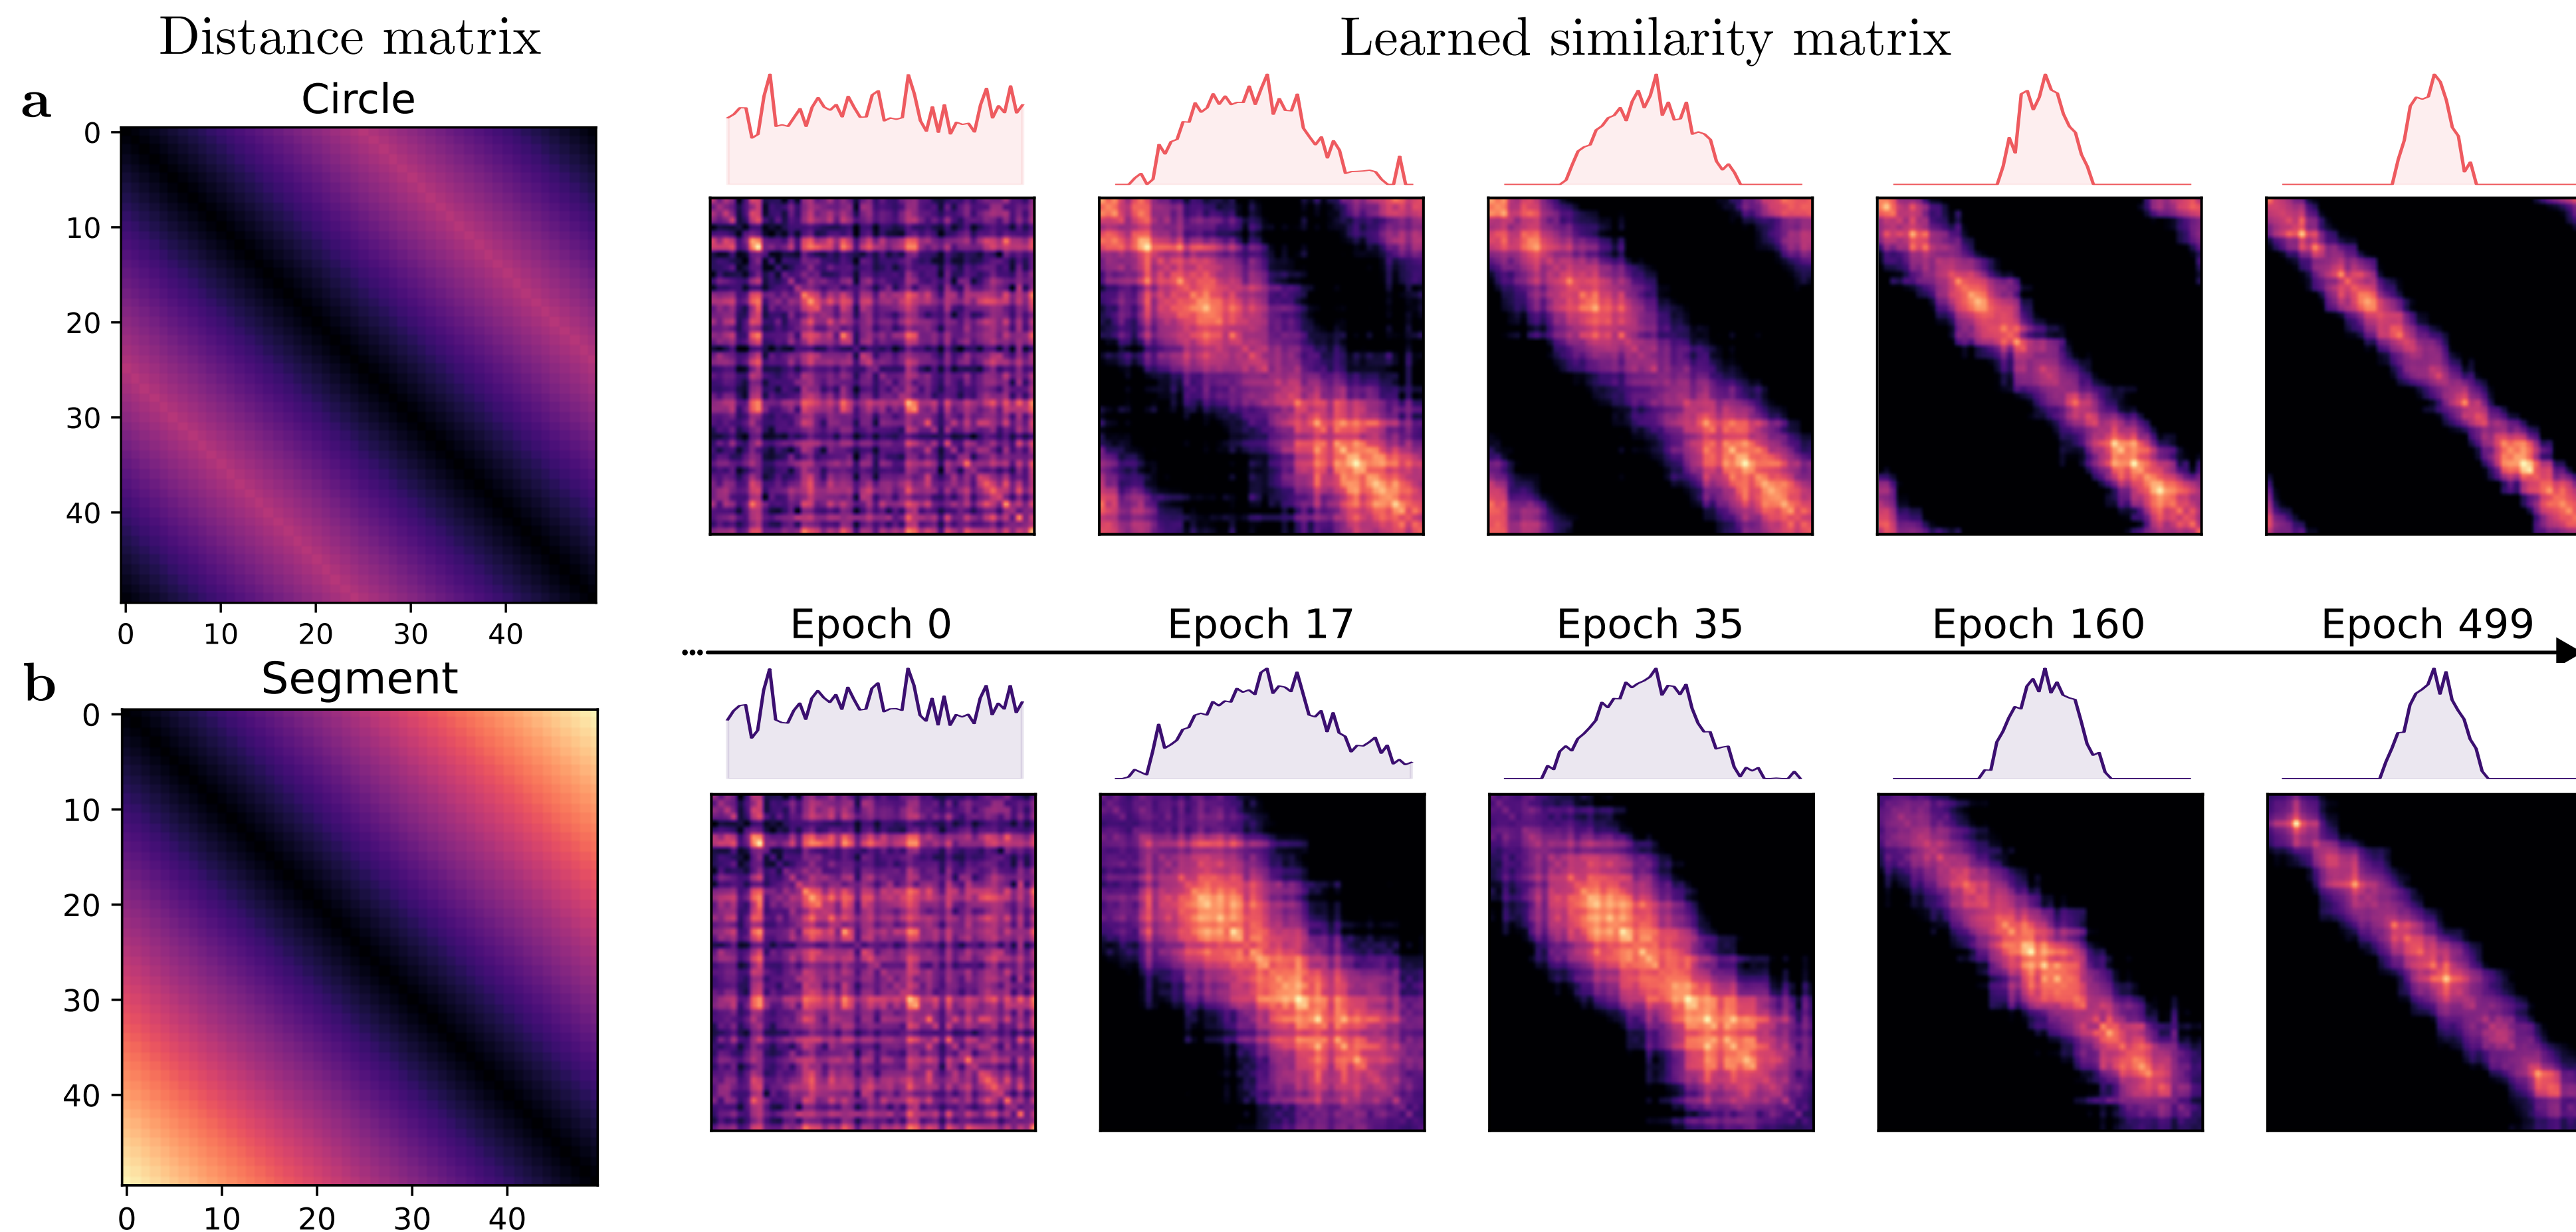 Distance matrix
Learned similarity matrix
a
Circle
0
10
20
30
40
0 10 20 30 40
Epoch 0 Epoch 17 Epoch 35 Epoch 160 Epoch 499
b
Segment
0
10
20
30
40
0 10 20 30 40